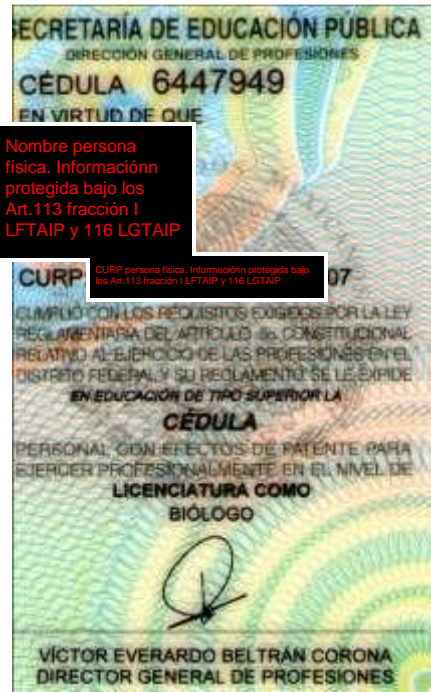 SECRETARÍA DE EDUCACIÓN PÚBLICA
DIRECCIÓN GENERAL DE PROFESIONES
CÉDULA 6447949
EN VIRTUD DE QUE
Nombre persona
física. Informaciónn
protegida bajo los
Art.113 fracción I
LFTAIP y 116 LGTAIP
CURP persona física. Información protegida bajo
los Art.113 fracción I LFTAIP y 116 LGTAIP
CURP 07
CUMPLIO CON LOS REQUISITOS EXIGIDOS POR LA LEY
REGLAMENTARIA DEL ARTICULO 5o. CONSTITUCIONAL
RELATIVO AL EJERCICIO DE LAS PROFESIONES EN EL
DISTRITO FEDERAL Y SU REGLAMENTO SE LE EXPIDE
EN EDUCACIÓN DE TIPO SUPERIOR LA
CÉDULA
PERSONAL CON EFECTOS DE PATENTE PARA
EJERCER PROFESIONALMENTE EN EL NIVEL DE
LICENCIATURA COMO
BIÓLOGO
VÍCTOR EVERARDO BELTRÁN CORONA
DIRECTOR GENERAL DE PROFESIONES